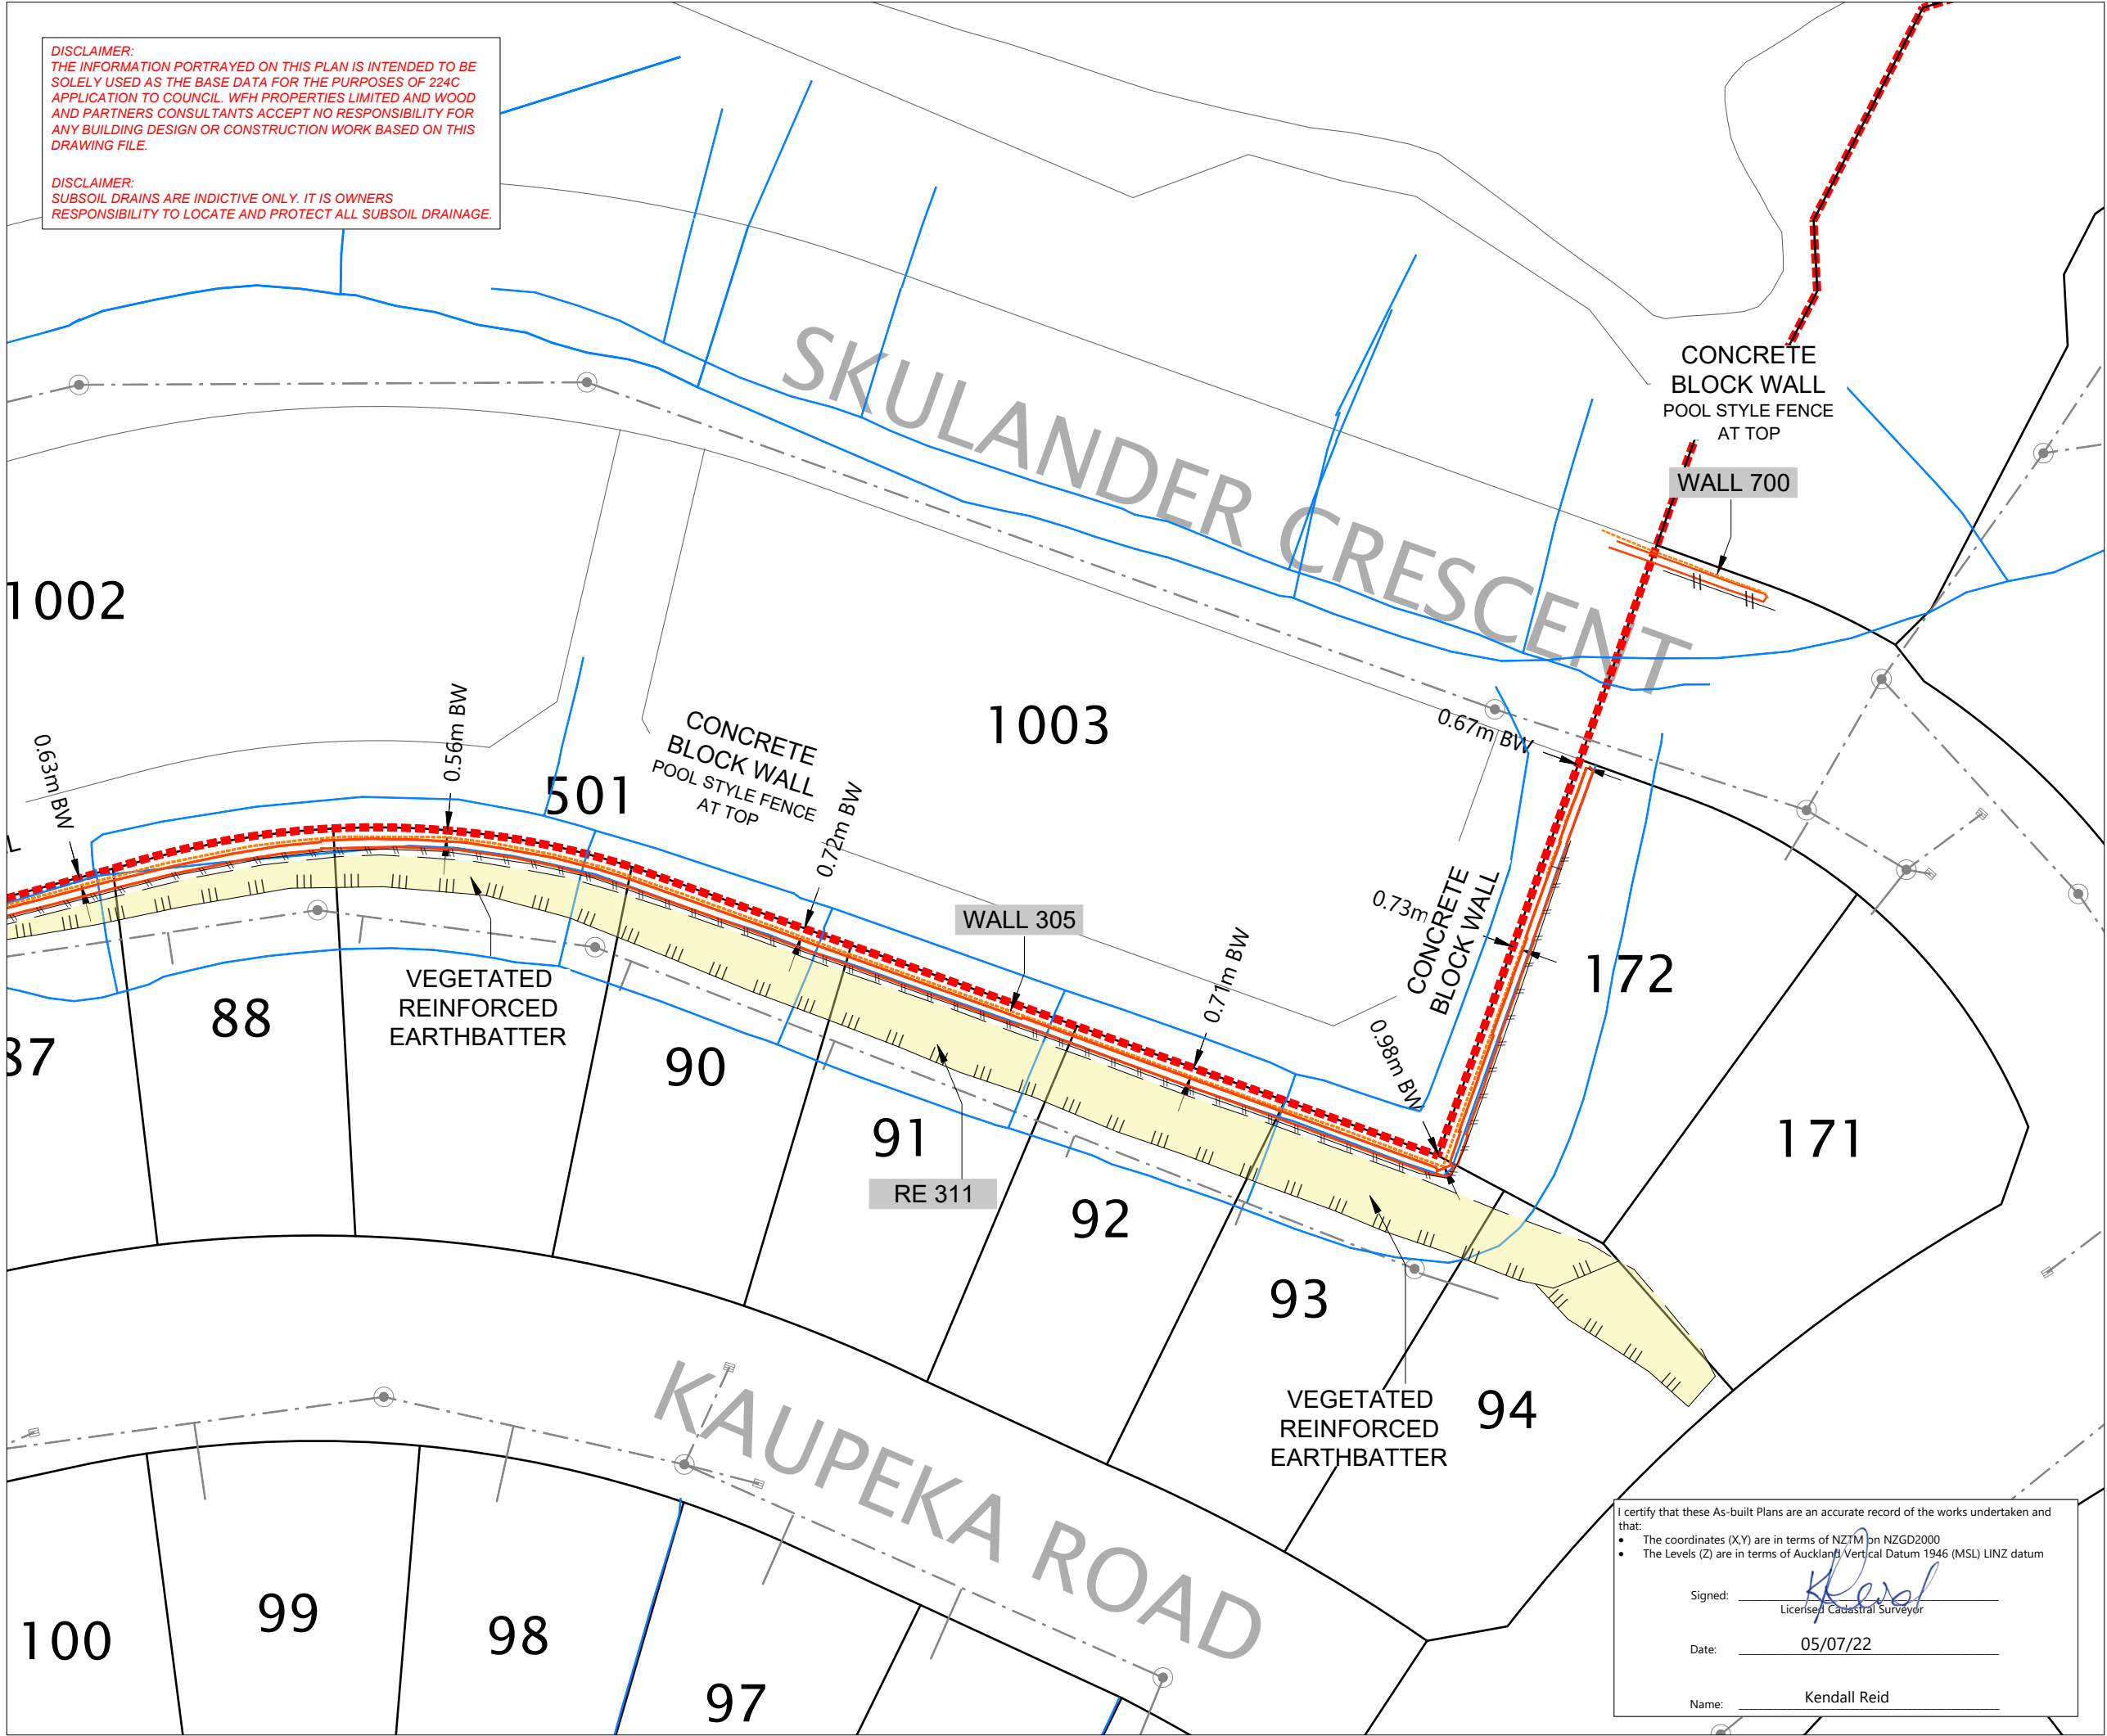 DISCLAIMER:
THE INFORMATION PORTRAYED ON THIS PLAN IS INTENDED TO BE
SOLELY USED AS THE BASE DATA FOR THE PURPOSES OF 224C
APPLICATION TO COUNCIL. WFH PROPERTIES LIMITED AND WOOD
AND PARTNERS CONSULTANTS ACCEPT NO RESPONSIBILITY FOR
ANY BUILDING DESIGN OR CONSTRUCTION WORK BASED ON THIS
DRAWING FILE.
DISCLAIMER:
SUBSOIL DRAINS ARE INDICTIVE ONLY. IT IS OWNERS
RESPONSIBILITY TO LOCATE AND PROTECT ALL SUBSOIL DRAINAGE.
SKULANDER CRESCENT
CONCRETE
BLOCK WALL
POOL STYLE FENCE
AT TOP
WALL 700
1002
1003
0.63m BW
0.56m BW
501
CONCRETE
BLOCK WALL
POOL STYLE FENCE
AT TOP
0.72m BW
0.67m BW
L
WALL 305
0.73m
CONCRETE
BLOCK WALL
172
VEGETATED
REINFORCED
EARTHBATTER
88
87
90
0.71m BW
0.98m BW
91
RE 311
92
171
93
94
VEGETATED
REINFORCED
EARTHBATTER
KAUPEKA ROAD
100
99
98
97
I certify that these As-built Plans are an accurate record of the works undertaken and
that:
• The coordinates (X,Y) are in terms of NZTM on NZGD2000
• The Levels (Z) are in terms of Auckland Vertical Datum 1946 (MSL) LINZ datum
Signed: KReid
Licensed Cadastral Surveyor
Date: 05/07/22
Name: Kendall Reid